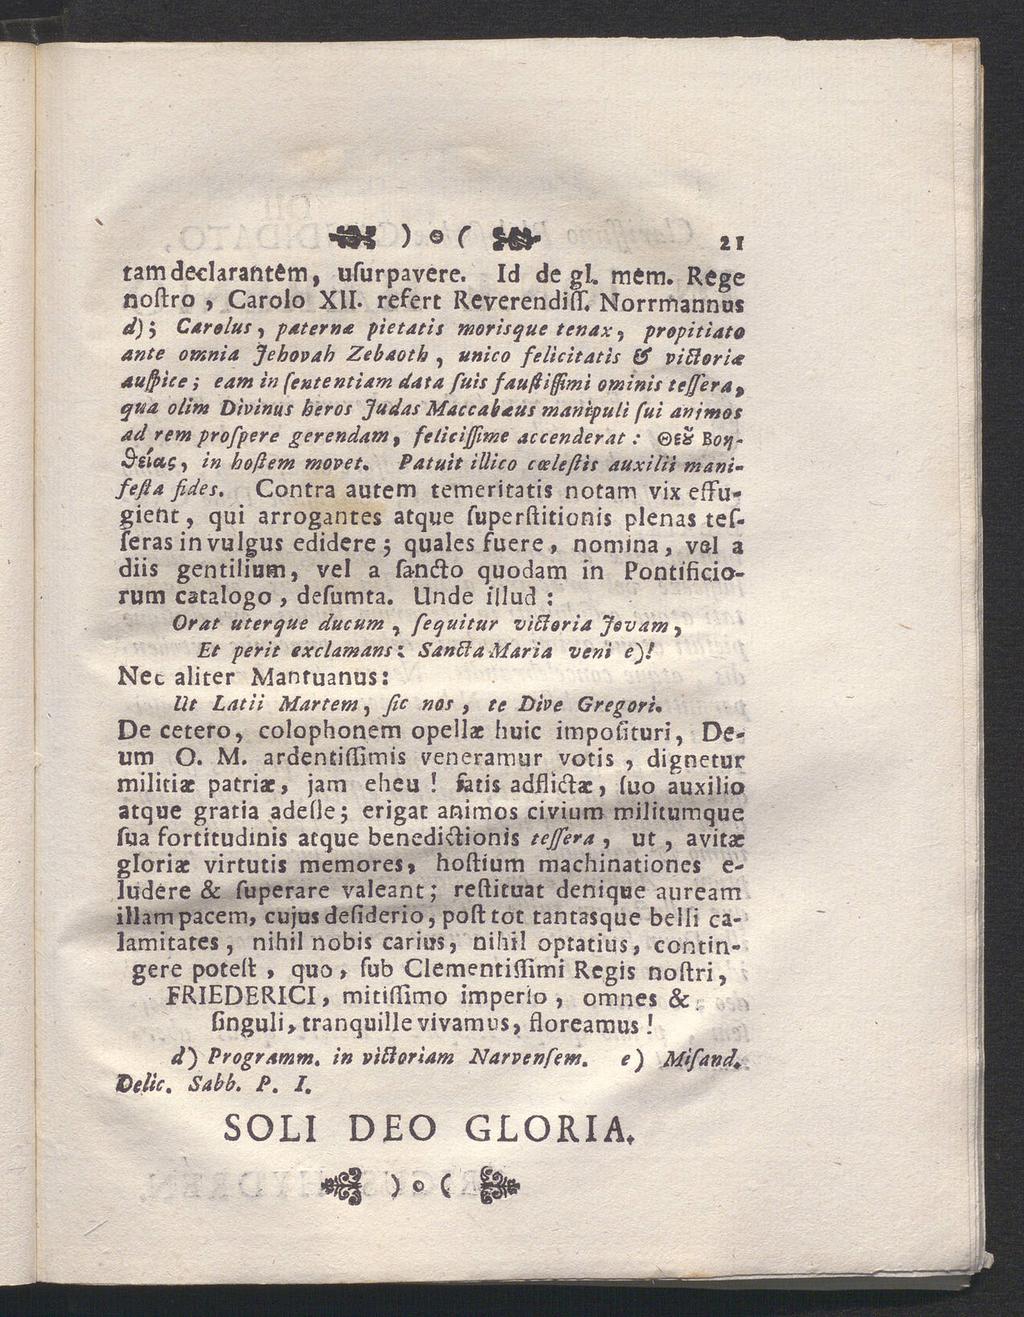 ) o ( 21
tam declarantem, uſurpavere. Id de gl. mem. Rege
noſtro, Carolo XII. refert Reverendiſſ. Norrmannus
d); Carolus, paternæ pietatis morisque tenax, propitiato
ante omnia Jehovah Zebaoth, unico felicitatis & victoriæ
auſpice; eam in ſententiam data ſuis fauſtiſſimi ominis teſſera,
qua olim Divinus heros Judas Maccabæus manipuli ſui animos
ad rem proſpere gerendam, feliciſſime accenderat: Θεȣ͂ Βοη-
ϑείας, in hoſtem movet. Patuit illico cœleſtis auxilii mani-
feſta fides. Contra autem temeritatis notam vix effu-
gient, qui arrogantes atque ſuperſtitionis plenas teſ-
ſeras in vulgus edidere; quales fuere, nomina, vel a
diis gentilium, vel a ſancto quodam in Pontificio-
rum catalogo, deſumta. Unde illud:
Orat uterque ducum, ſequitur victoria Jovam,
Et perit exclamans: Sancta Maria veni e)!
Nec aliter Mantuanus:
Ut Latii Martem, ſic nos, te Dive Gregori.
De cetero, colophonem opellæ huic impoſituri, De-
um O. M. ardentiſſimis veneramur votis, dignetur
militiæ patriæ, jam eheu! ſatis adflictæ, ſuo auxilio
atque gratia adeſſe; erigat animos civium militumque
ſua fortitudinis atque benedictionis teſſera, ut, avitæ
gloriæ virtutis memores, hoſtium machinationes e-
ludere & ſuperare valeant; reſtituat denique auream
illam pacem, cujus deſiderio, poſt tot tantasque belli ca-
lamitates, nihil nobis carius, nihil optatius, contin-
gere poteſt, quo, ſub Clementiſſimi Regis noſtri,
FRIEDERICI, mitiſſimo imperio, omnes &
ſinguli, tranquille vivamus, floreamus!
d) Programm. in victoriam Narvenſem. e) Miſand.
Delic. Sabb. P. I.
SOLI DEO GLORIA.
) o (